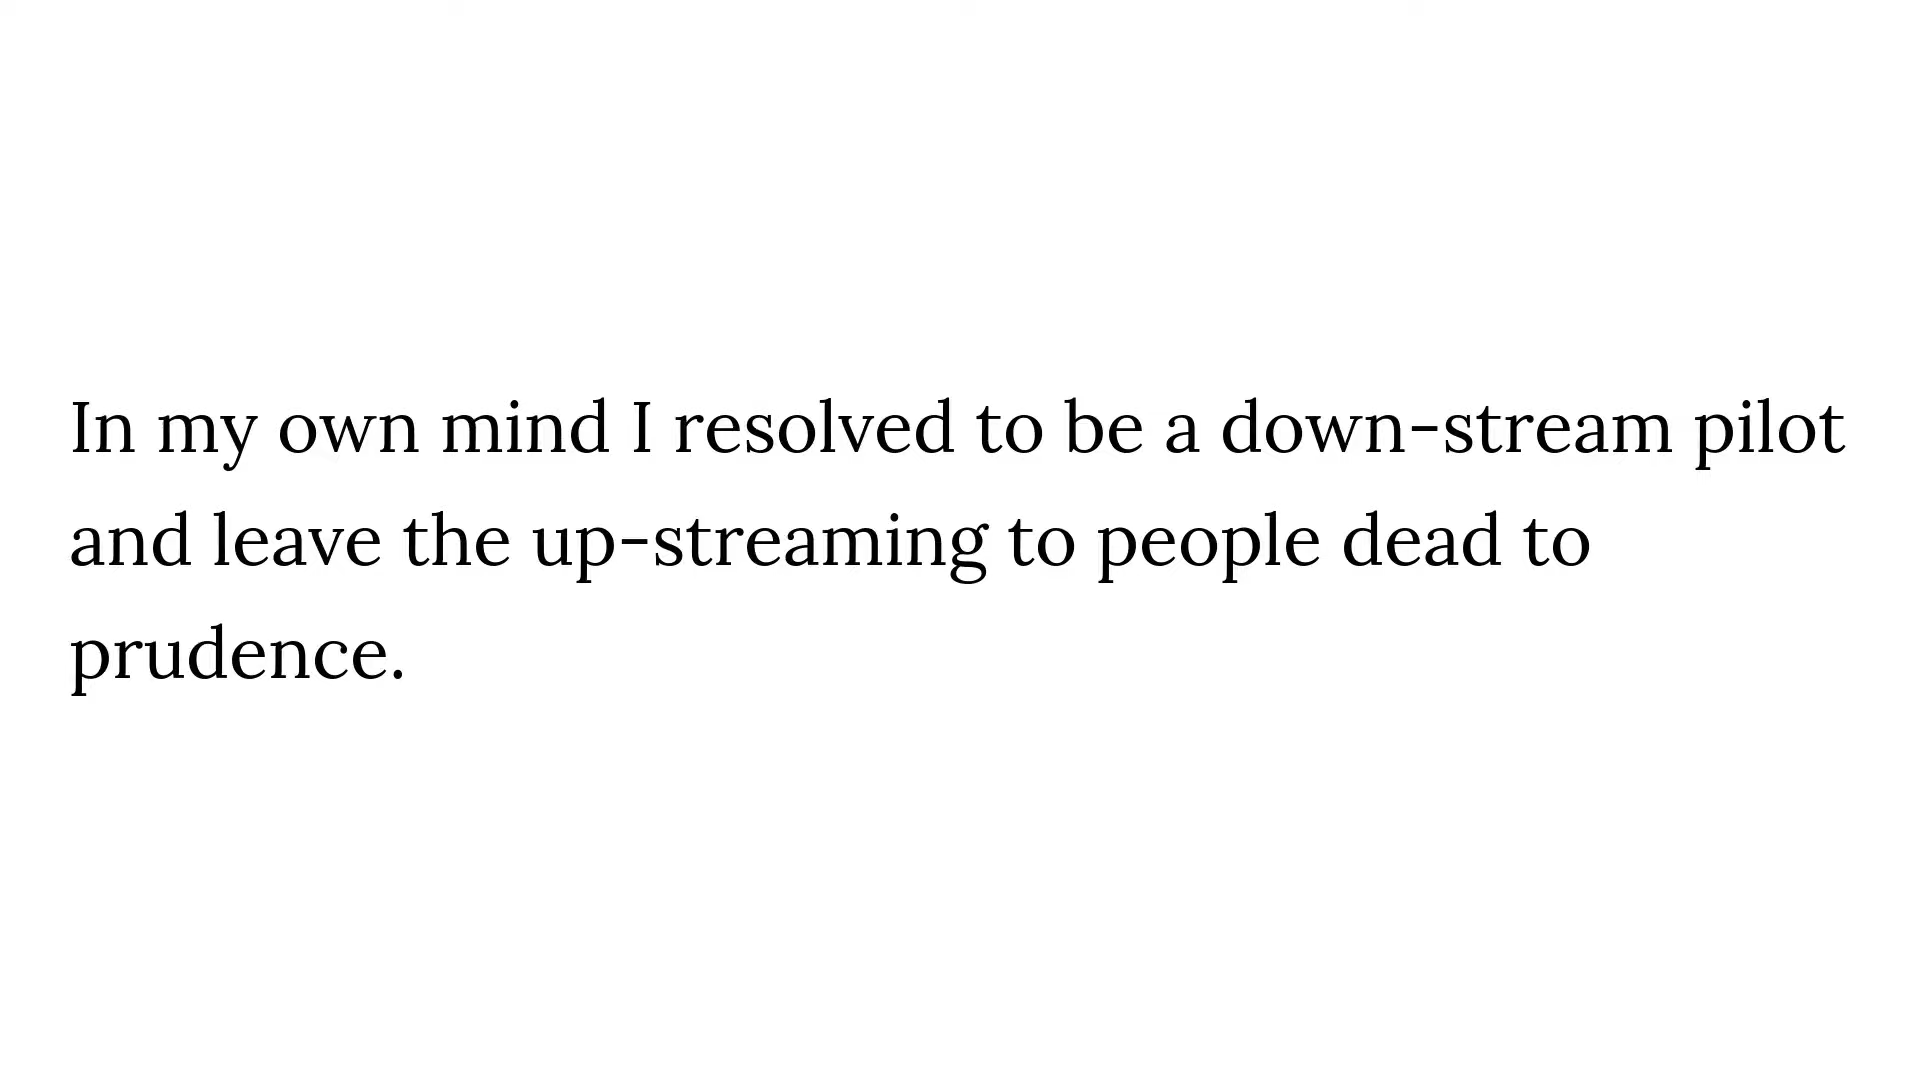 In my own mind I resolved to be a down-stream pilot
and leave the up-streaming to people dead to
prudence.